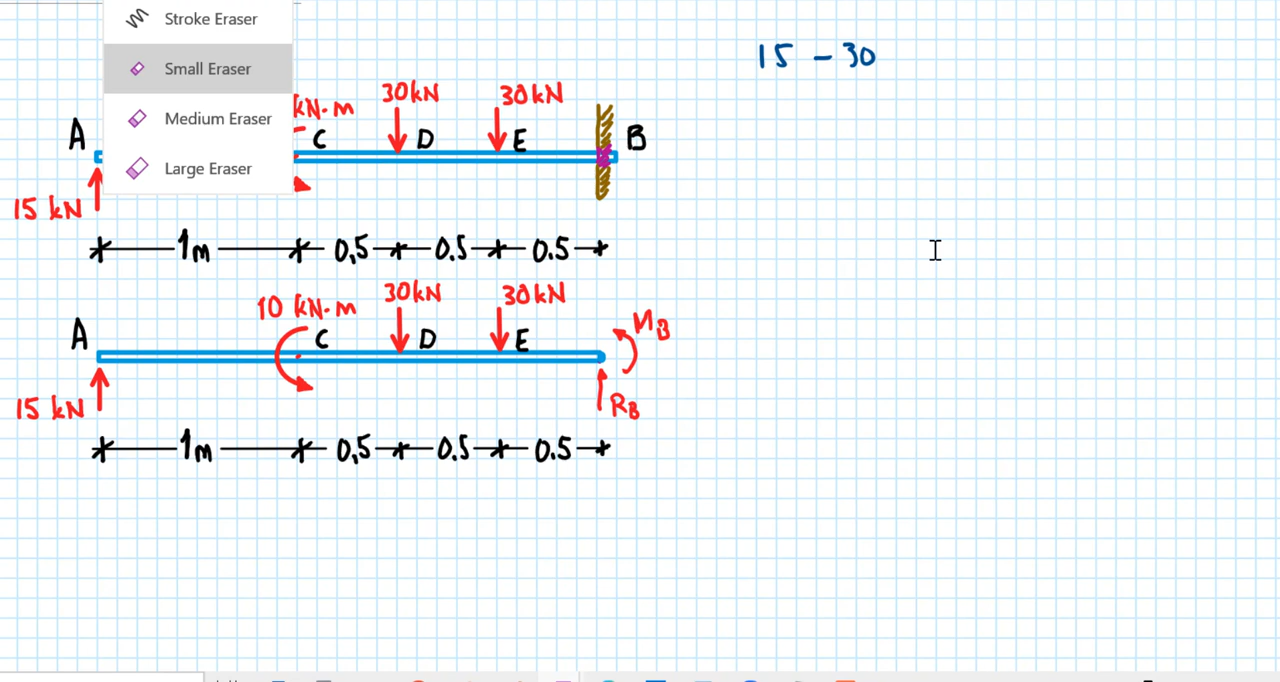 Stroke Eraser
15 - 30
Small Eraser
30kN
30kN
kN·m
Medium Eraser
A
C
D
E
B
Large Eraser
15 kN
1m
0,5
0.5
0.5
10 kN·m
30kN
30kN
A
C
D
E
MB
15 kN
RB
1m
0,5
0.5
0.5